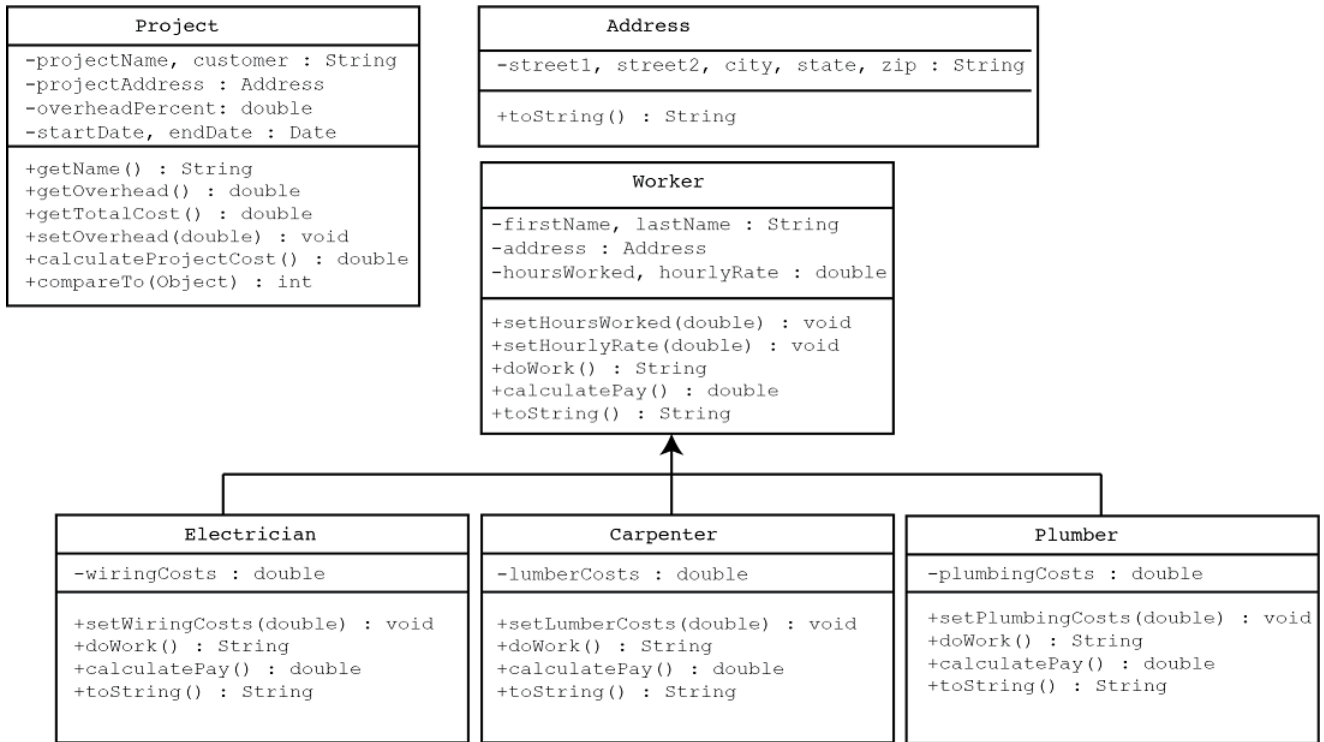 Project
-projectName, customer : String
-projectAddress : Address
-overheadPercent: double
-startDate, endDate : Date
+getName() : String
+getOverhead() : double
+getTotalCost() : double
+setOverhead(double) : void
+calculateProjectCost() : double
+compareTo(Object) : int
Address
-street1, street2, city, state, zip : String
+toString() : String
Worker
-firstName, lastName : String
-address : Address
-hoursWorked, hourlyRate : double
+setHoursWorked(double) : void
+setHourlyRate(double) : void
+doWork() : String
+calculatePay() : double
+toString() : String
Electrician
-wiringCosts : double
+setWiringCosts(double) : void
+doWork() : String
+calculatePay() : double
+toString() : String
Carpenter
-lumberCosts : double
+setLumberCosts(double) : void
+doWork() : String
+calculatePay() : double
+toString() : String
Plumber
-plumbingCosts : double
+setPlumbingCosts(double) : void
+doWork() : String
+calculatePay() : double
+toString() : String